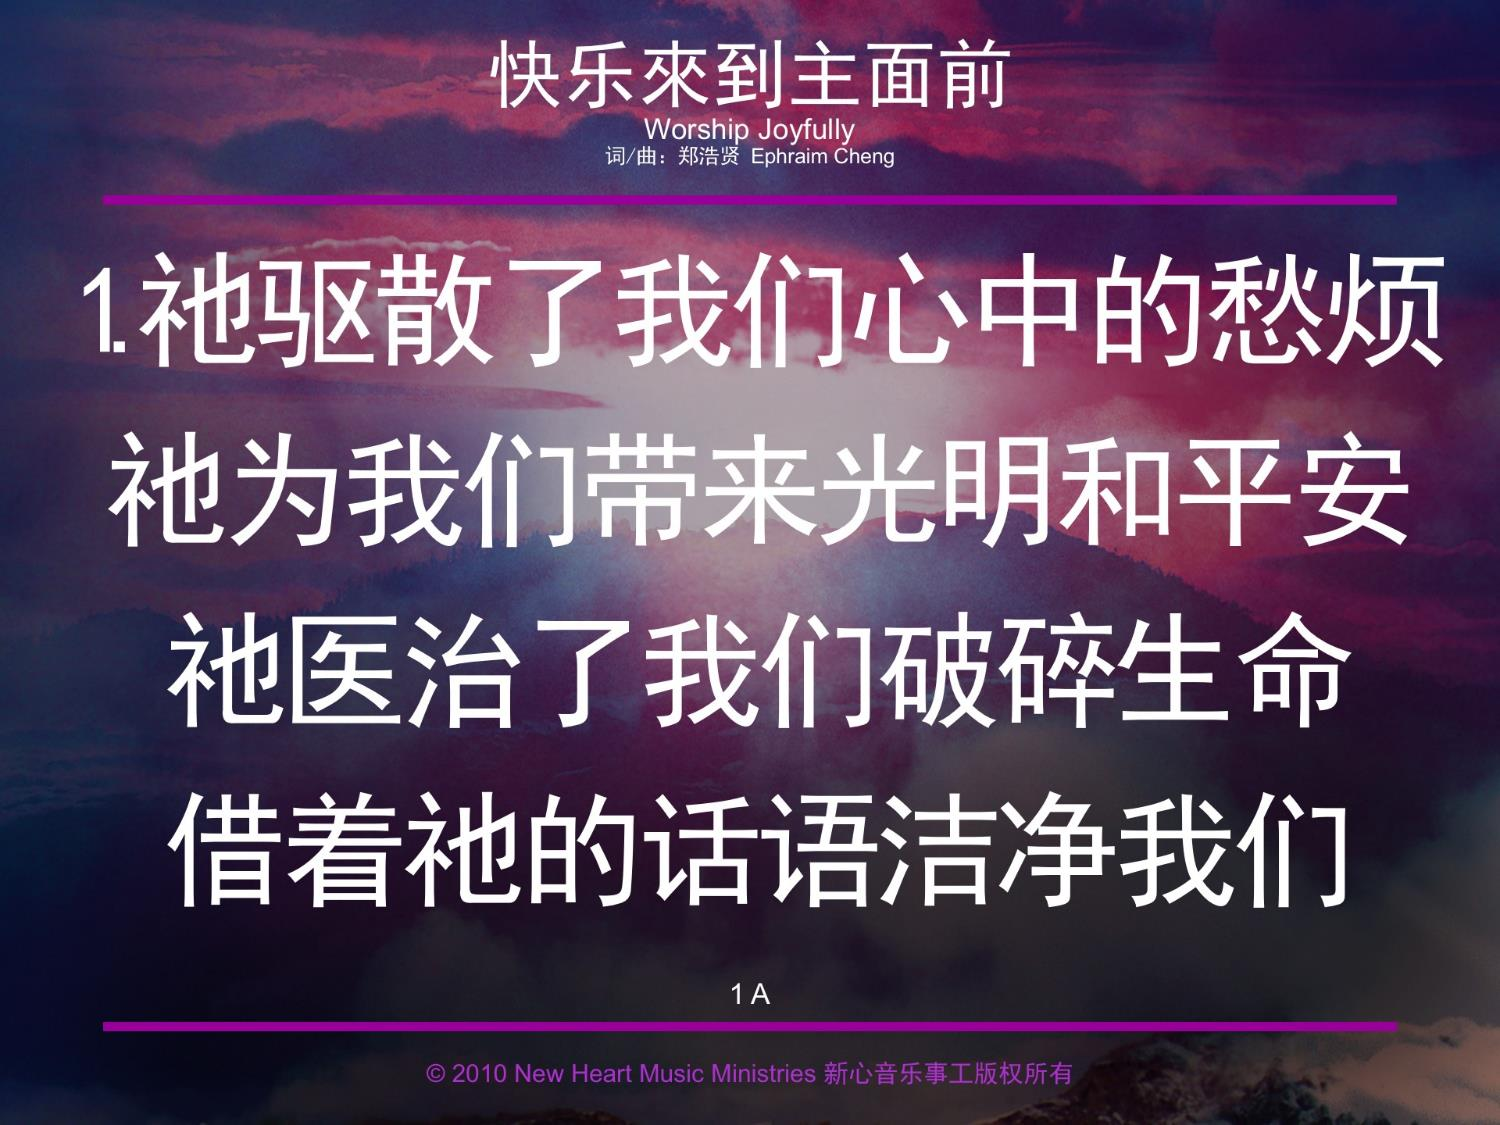 快乐來到主面前
Worship Joyfully
词/曲：郑浩贤 Ephraim Cheng
1.祂驱散了我们心中的愁烦
祂为我们带来光明和平安
祂医治了我们破碎生命
借着祂的话语洁净我们
1 A
© 2010 New Heart Music Ministries 新心音乐事工版权所有